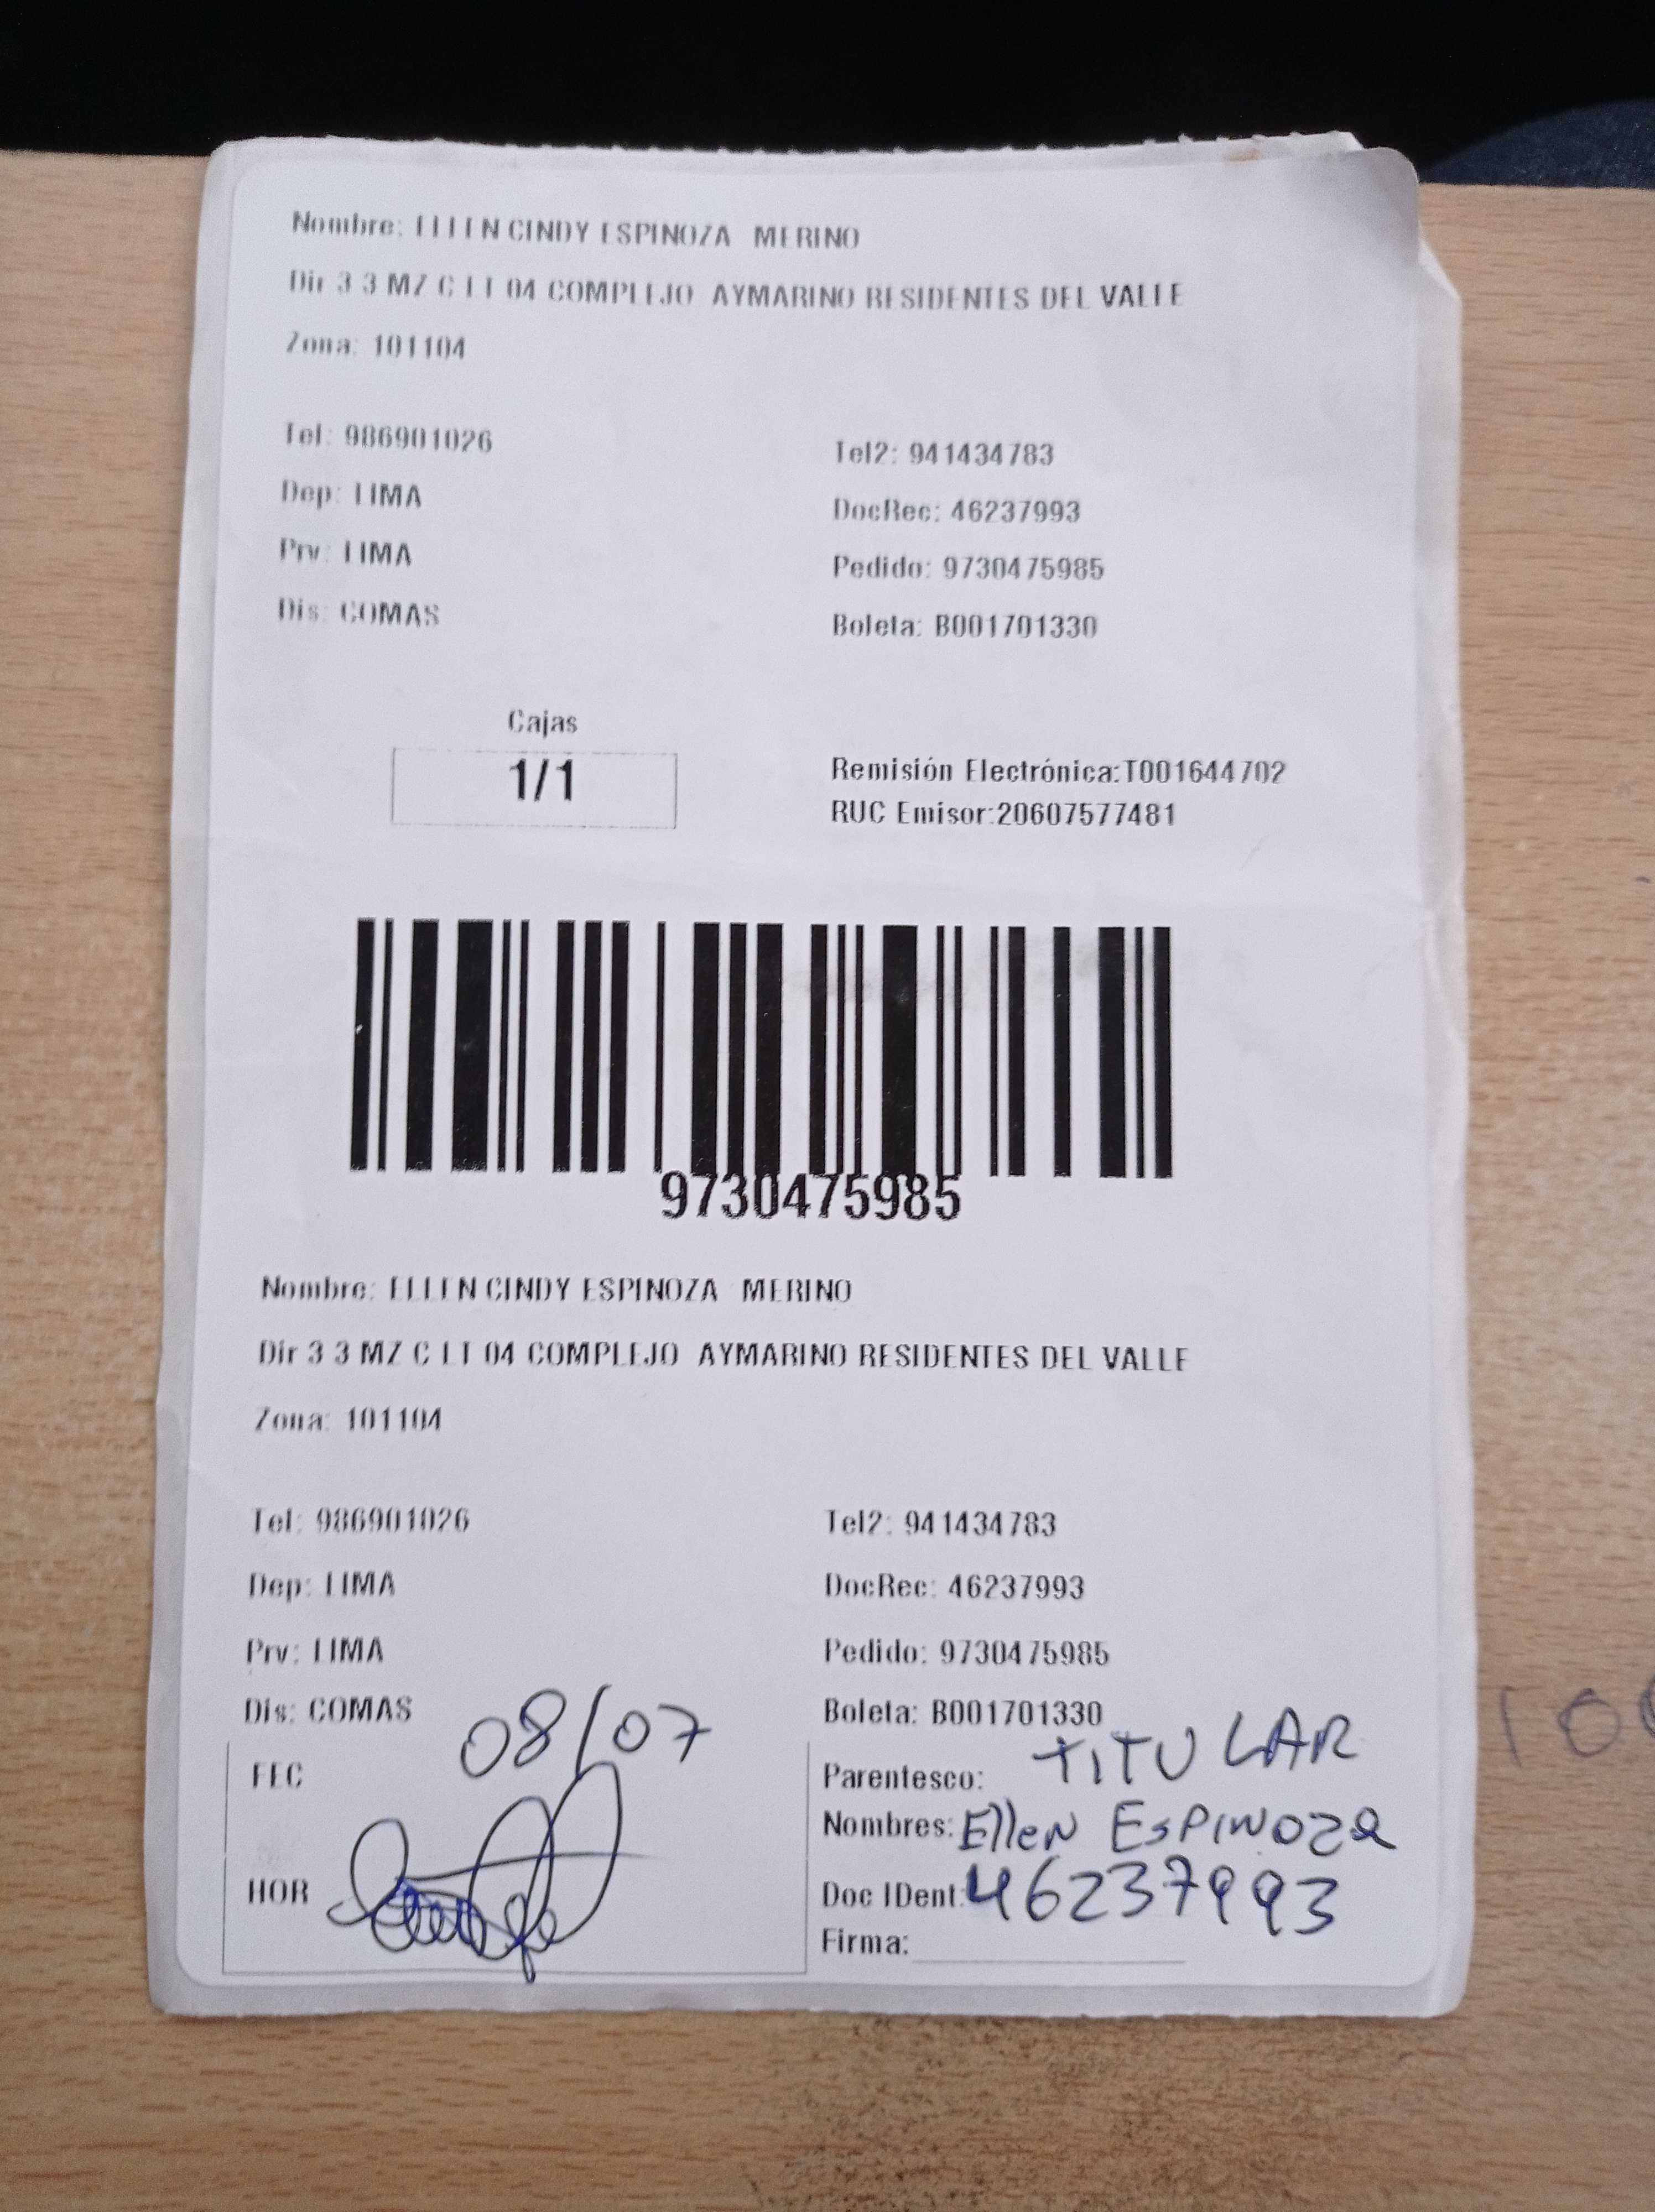 Nombre: ELLEN CINDY ESPINOZA MERINO
Dir 3 3 MZ C LT 04 COMPLEJO AYMARINO RESIDENTES DEL VALLE
Zona: 101104
Tel: 986901026 Tel2: 941434783
Dep: LIMA DocRec: 46237993
Prv: LIMA Pedido: 9730475985
Dis: COMAS Boleta: B001701330
Cajas
1/1
Remisión Electrónica:T001644702
RUC Emisor:20607577481
9730475985
Nombre: ELLEN CINDY ESPINOZA MERINO
Dir 3 3 MZ C LT 04 COMPLEJO AYMARINO RESIDENTES DEL VALLE
Zona: 101104
Tel: 986901026 Tel2: 941434783
Dep: LIMA DocRec: 46237993
Prv: LIMA Pedido: 9730475985
Dis: COMAS Boleta: B001701330
FEC 08/07 Parentesco: TITULAR
Nombres: Ellen Espinoza
HOR Doc IDent: 46237993
Firma: